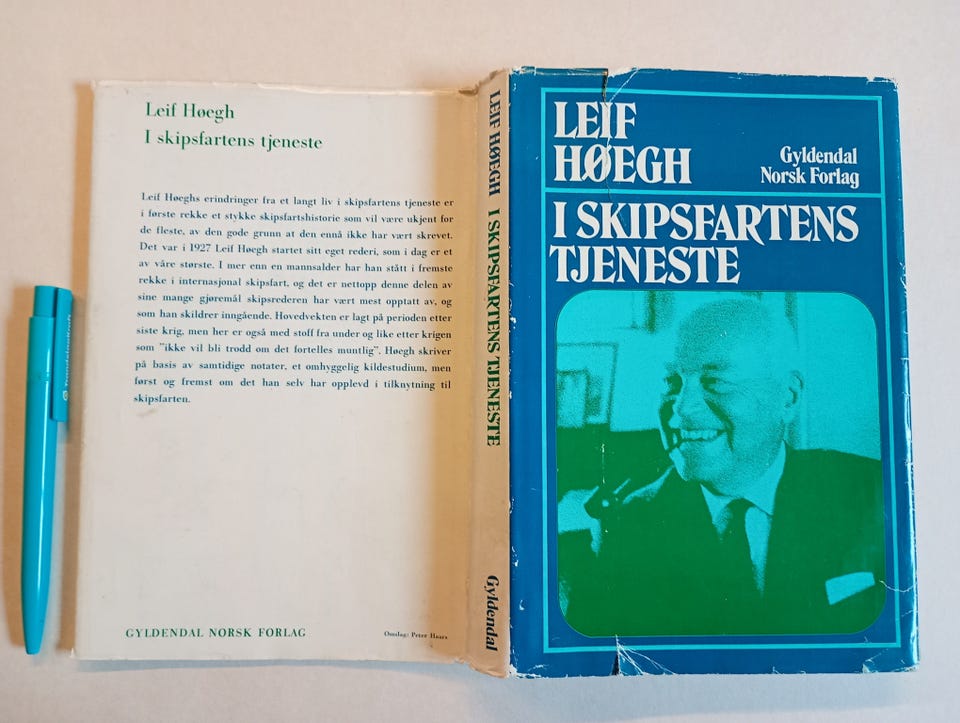 Leif Høegh
I skipsfartens tjeneste
Leif Høeghs erindringer fra et langt liv i skipsfartens tjeneste er
i første rekke et stykke skipsfartshistorie som vil være ukjent for
de fleste, av den gode grunn at den ennå ikke har vært skrevet.
Det var i 1927 Leif Høegh startet sitt eget rederi, som i dag er et
av våre største. I mer enn en mannsalder har han stått i fremste
rekke i internasjonal skipsfart, og det er nettopp denne delen av
sine mange gjøremål skipsrederen har vært mest opptatt av, og
som han skildrer inngående. Hovedvekten er lagt på perioden etter
siste krig, men her er også med stoff fra under og like etter krigen
som "ikke vil bli trodd om det fortelles muntlig". Høegh skriver
på basis av samtidige notater, et omhyggelig kildestudium, men
først og fremst om det han selv har opplevd i tilknytning til
skipsfarten.
GYLDENDAL NORSK FORLAG
Omslag: Peter Haars
LEIF HØEGH I SKIPSFARTENS TJENESTE
Gyldendal
LEIF
HØEGH
Gyldendal
Norsk Forlag
I SKIPSFARTENS
TJENESTE